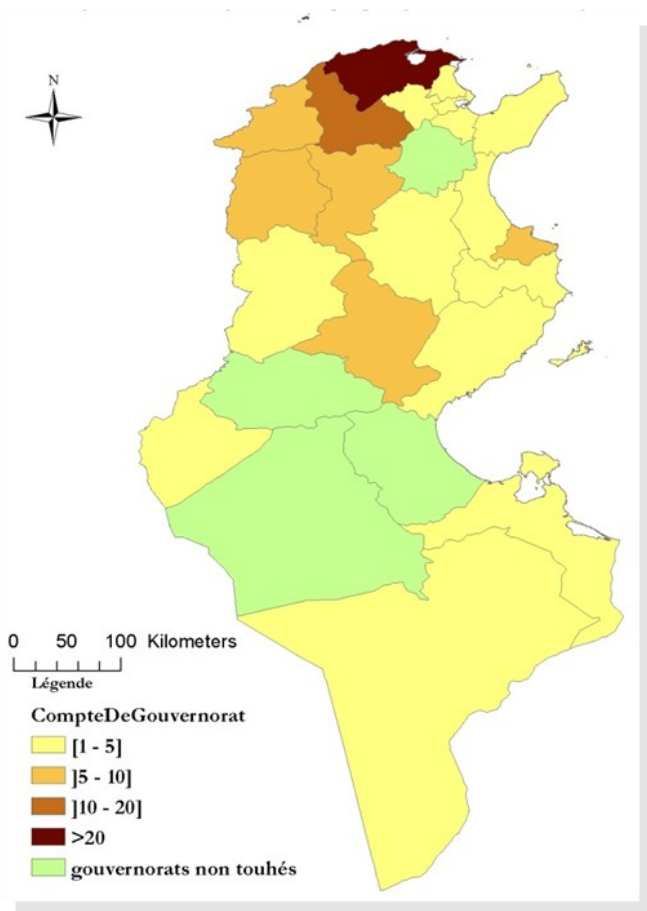 N
0 50 100 Kilometers
Légende
CompteDeGouvernorat
[1 - 5]
]5 - 10]
]10 - 20]
>20
gouvernorats non touhés